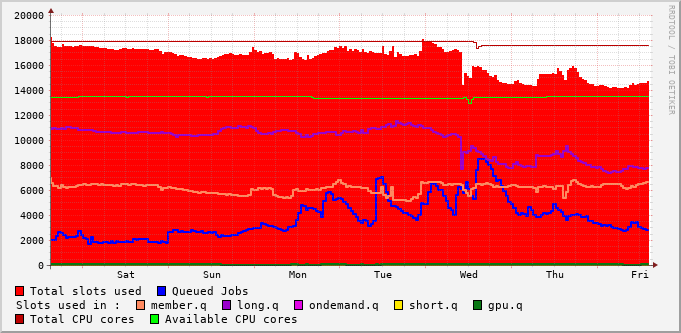 20000
18000
16000
14000
12000
10000
8000
6000
4000
2000
0
Sat Sun Mon Tue Wed Thu Fri
RRDTOOL / TOBI OETIKER
Total slots used Queued Jobs
Slots used in : member.q long.q ondemand.q short.q gpu.q
Total CPU cores Available CPU cores